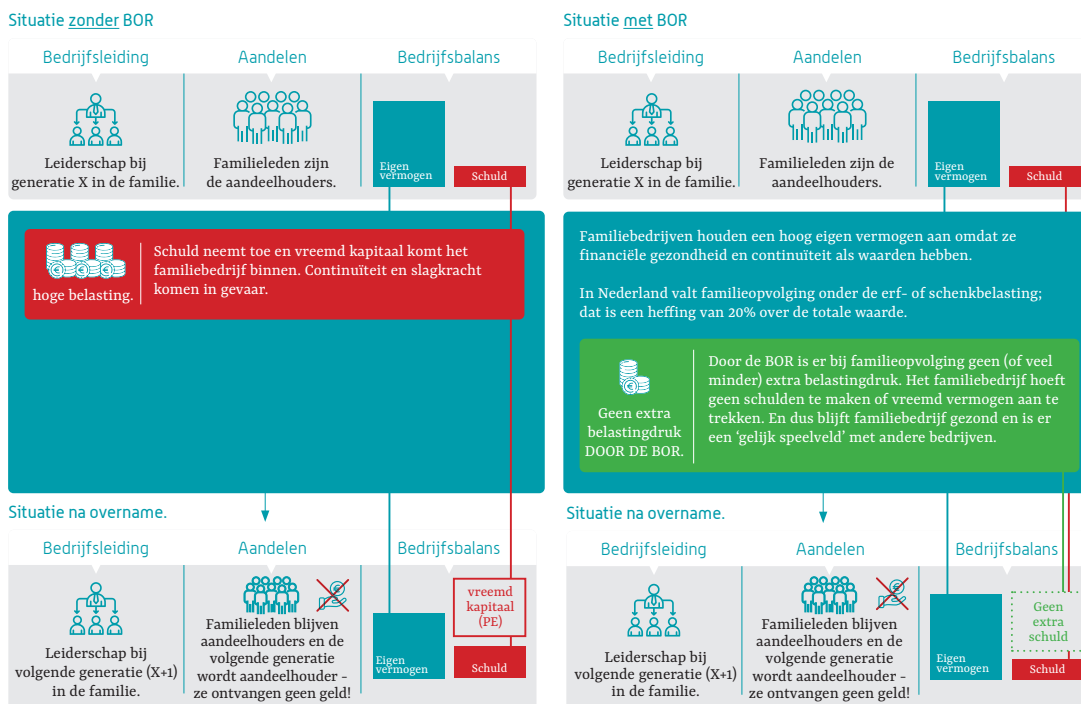 Situatie zonder BOR
Bedrijfsleiding
Aandelen
Bedrijfsbalans
Leiderschap bij
generatie X in de familie.
Familieleden zijn
de aandeelhouders.
Eigen
vermogen
Schuld
hoge belasting.
Schuld neemt toe en vreemd kapitaal komt het
familiebedrijf binnen. Continuïteit en slagkracht
komen in gevaar.
Situatie na overname.
Bedrijfsleiding
Aandelen
Bedrijfsbalans
Leiderschap bij
volgende generatie (X+1)
in de familie.
Familieleden blijven
aandeelhouders en de
volgende generatie
wordt aandeelhouder -
ze ontvangen geen geld!
Eigen
vermogen
vreemd
kapitaal
(PE)
Schuld
Situatie met BOR
Bedrijfsleiding
Aandelen
Bedrijfsbalans
Leiderschap bij
generatie X in de familie.
Familieleden zijn de
aandeelhouders.
Eigen
vermogen
Schuld
Familiebedrijven houden een hoog eigen vermogen aan omdat ze
financiële gezondheid en continuïteit als waarden hebben.
In Nederland valt familieopvolging onder de erf- of schenkbelasting;
dat is een heffing van 20% over de totale waarde.
Geen extra
belastingdruk
DOOR DE BOR.
Door de BOR is er bij familieopvolging geen (of veel
minder) extra belastingdruk. Het familiebedrijf hoeft
geen schulden te maken of vreemd vermogen aan te
trekken. En dus blijft familiebedrijf gezond en is er
een ‘gelijk speelveld’ met andere bedrijven.
Situatie na overname.
Bedrijfsleiding
Aandelen
Bedrijfsbalans
Leiderschap bij
volgende generatie (X+1)
in de familie.
Familieleden blijven
aandeelhouders en de
volgende generatie
wordt aandeelhouder -
ze ontvangen geen geld!
Eigen
vermogen
Geen
extra
schuld
Schuld